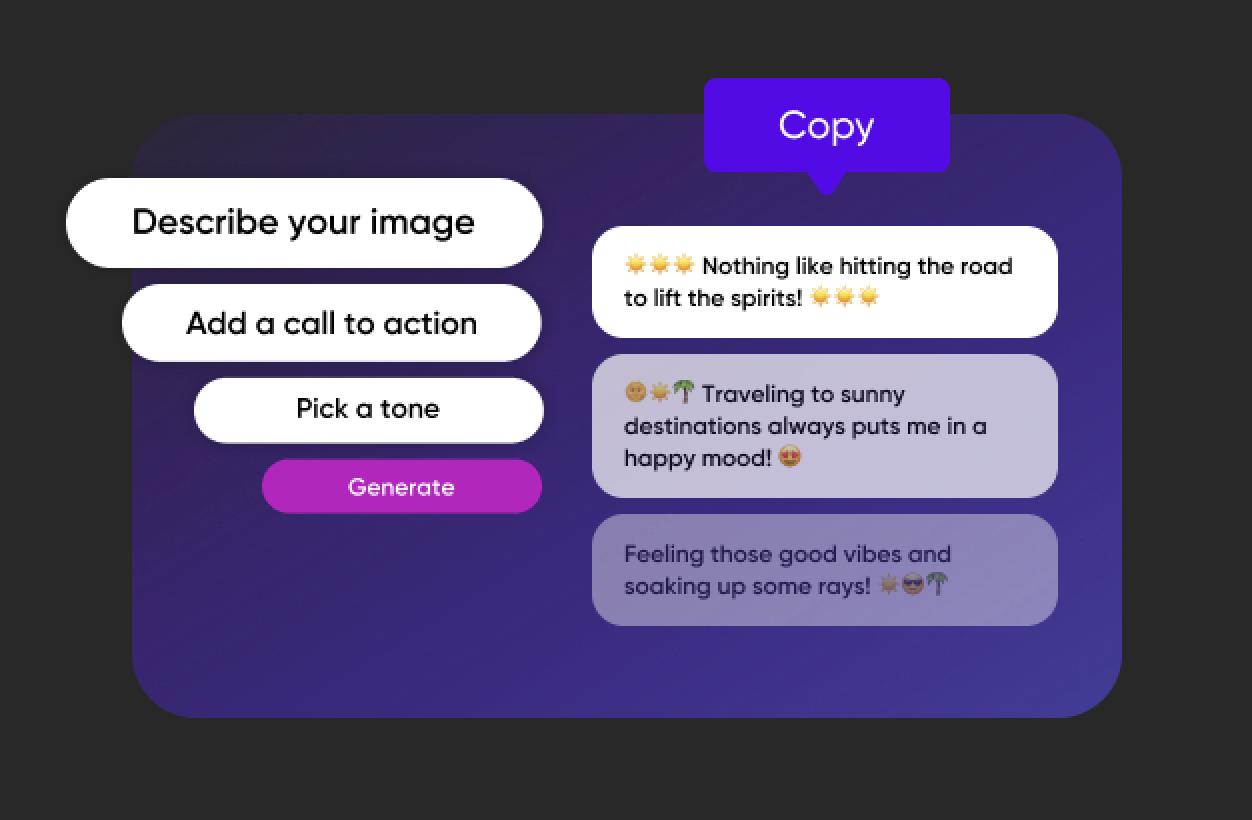 Copy
Describe your image
Add a call to action
Pick a tone
Generate
☀️☀️☀️ Nothing like hitting the road
to lift the spirits! ☀️☀️☀️
🌞☀️🌴 Traveling to sunny
destinations always puts me in a
happy mood! 😍
Feeling those good vibes and
soaking up some rays! ☀️😎🌴